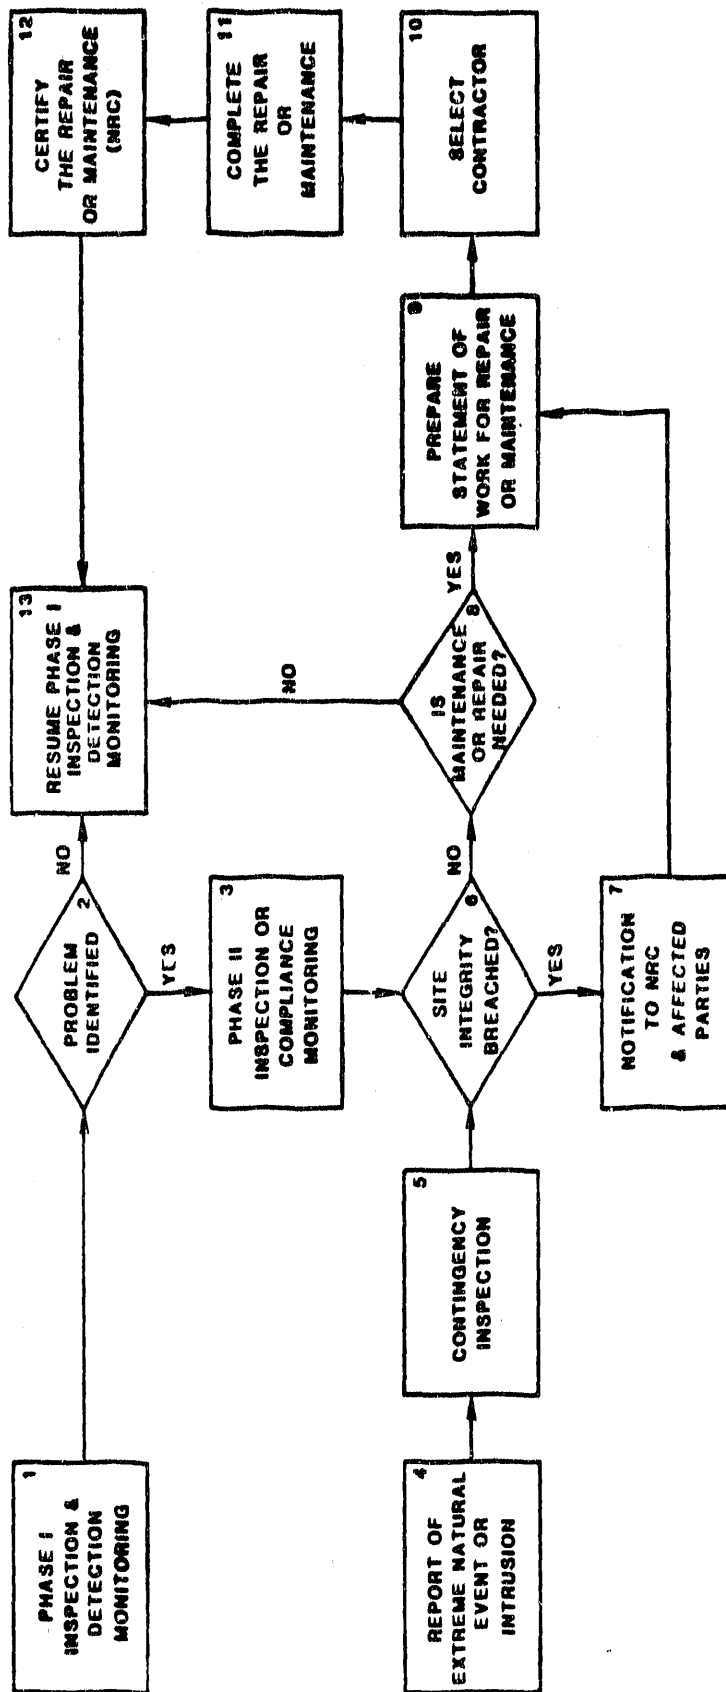 1
PHASE I
INSPECTION &
DETECTION
MONITORING
2
PROBLEM
IDENTIFIED
NO
YES
3
PHASE II
INSPECTION OR
COMPLIANCE
MONITORING
4
REPORT OF
EXTREME NATURAL
EVENT OR
INTRUSION
5
CONTINGENCY
INSPECTION
6
SITE
INTEGRITY
BREACHED?
NO
YES
7
NOTIFICATION
TO NRC
& AFFECTED
PARTIES
8
IS
MAINTENANCE
OR REPAIR
NEEDED?
NO
YES
9
PREPARE
STATEMENT OF
WORK FOR REPAIR
OR MAINTENANCE
10
SELECT
CONTRACTOR
11
COMPLETE
THE REPAIR
OR
MAINTENANCE
12
CERTIFY
THE REPAIR
OR MAINTENANCE
(NRC)
13
RESUME PHASE I
INSPECTION &
DETECTION
MONITORING